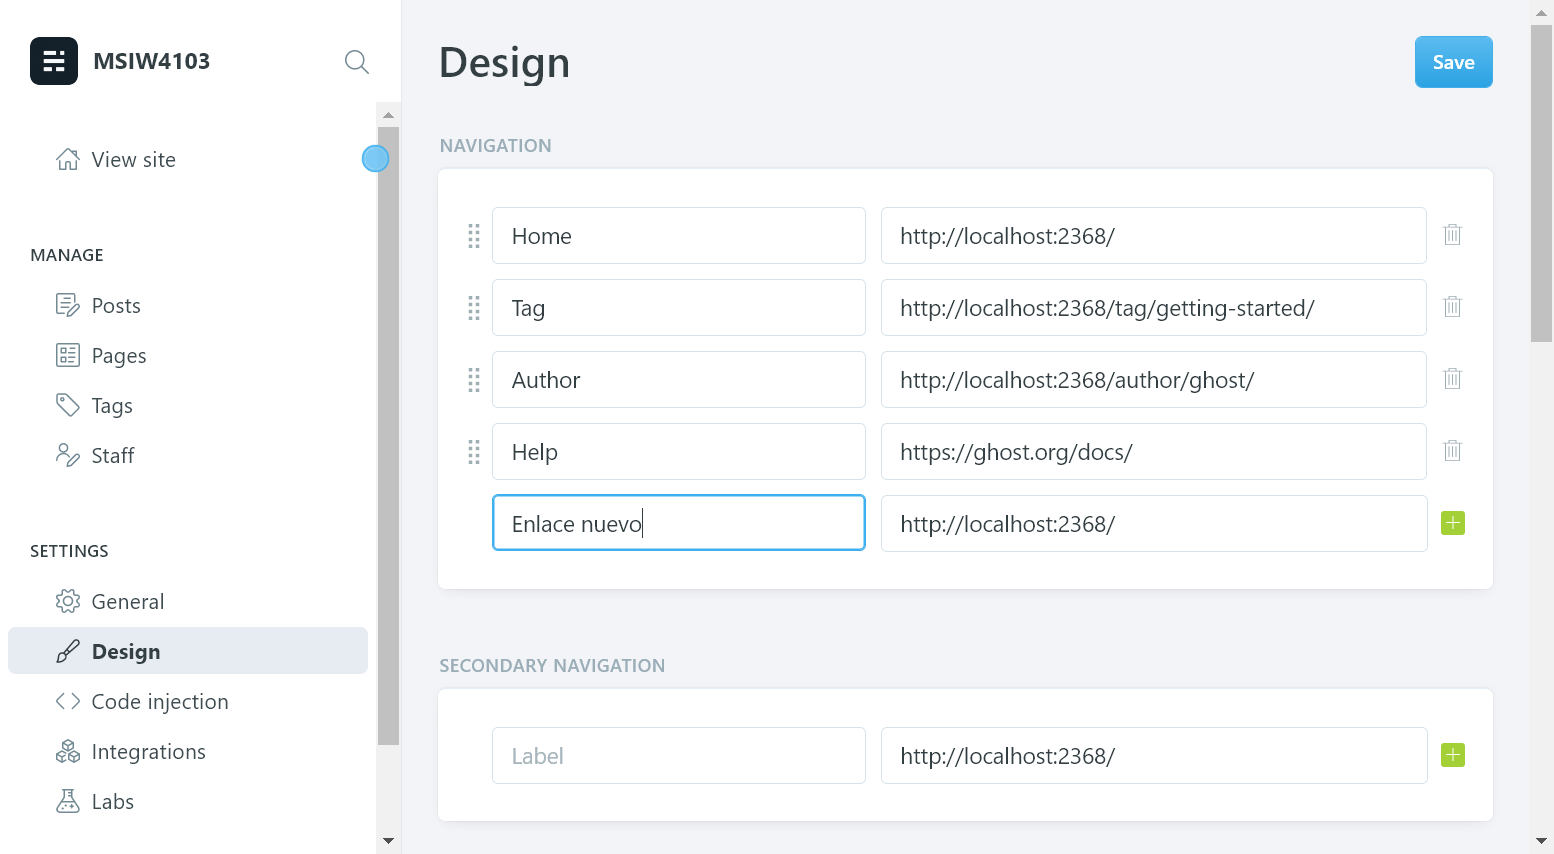 MSIW4103
View site
MANAGE
Posts
Pages
Tags
Staff
SETTINGS
General
Design
Code injection
Integrations
Labs
Design
Save
NAVIGATION
Home http://localhost:2368/
Tag http://localhost:2368/tag/getting-started/
Author http://localhost:2368/author/ghost/
Help https://ghost.org/docs/
Enlace nuevo http://localhost:2368/
SECONDARY NAVIGATION
Label http://localhost:2368/